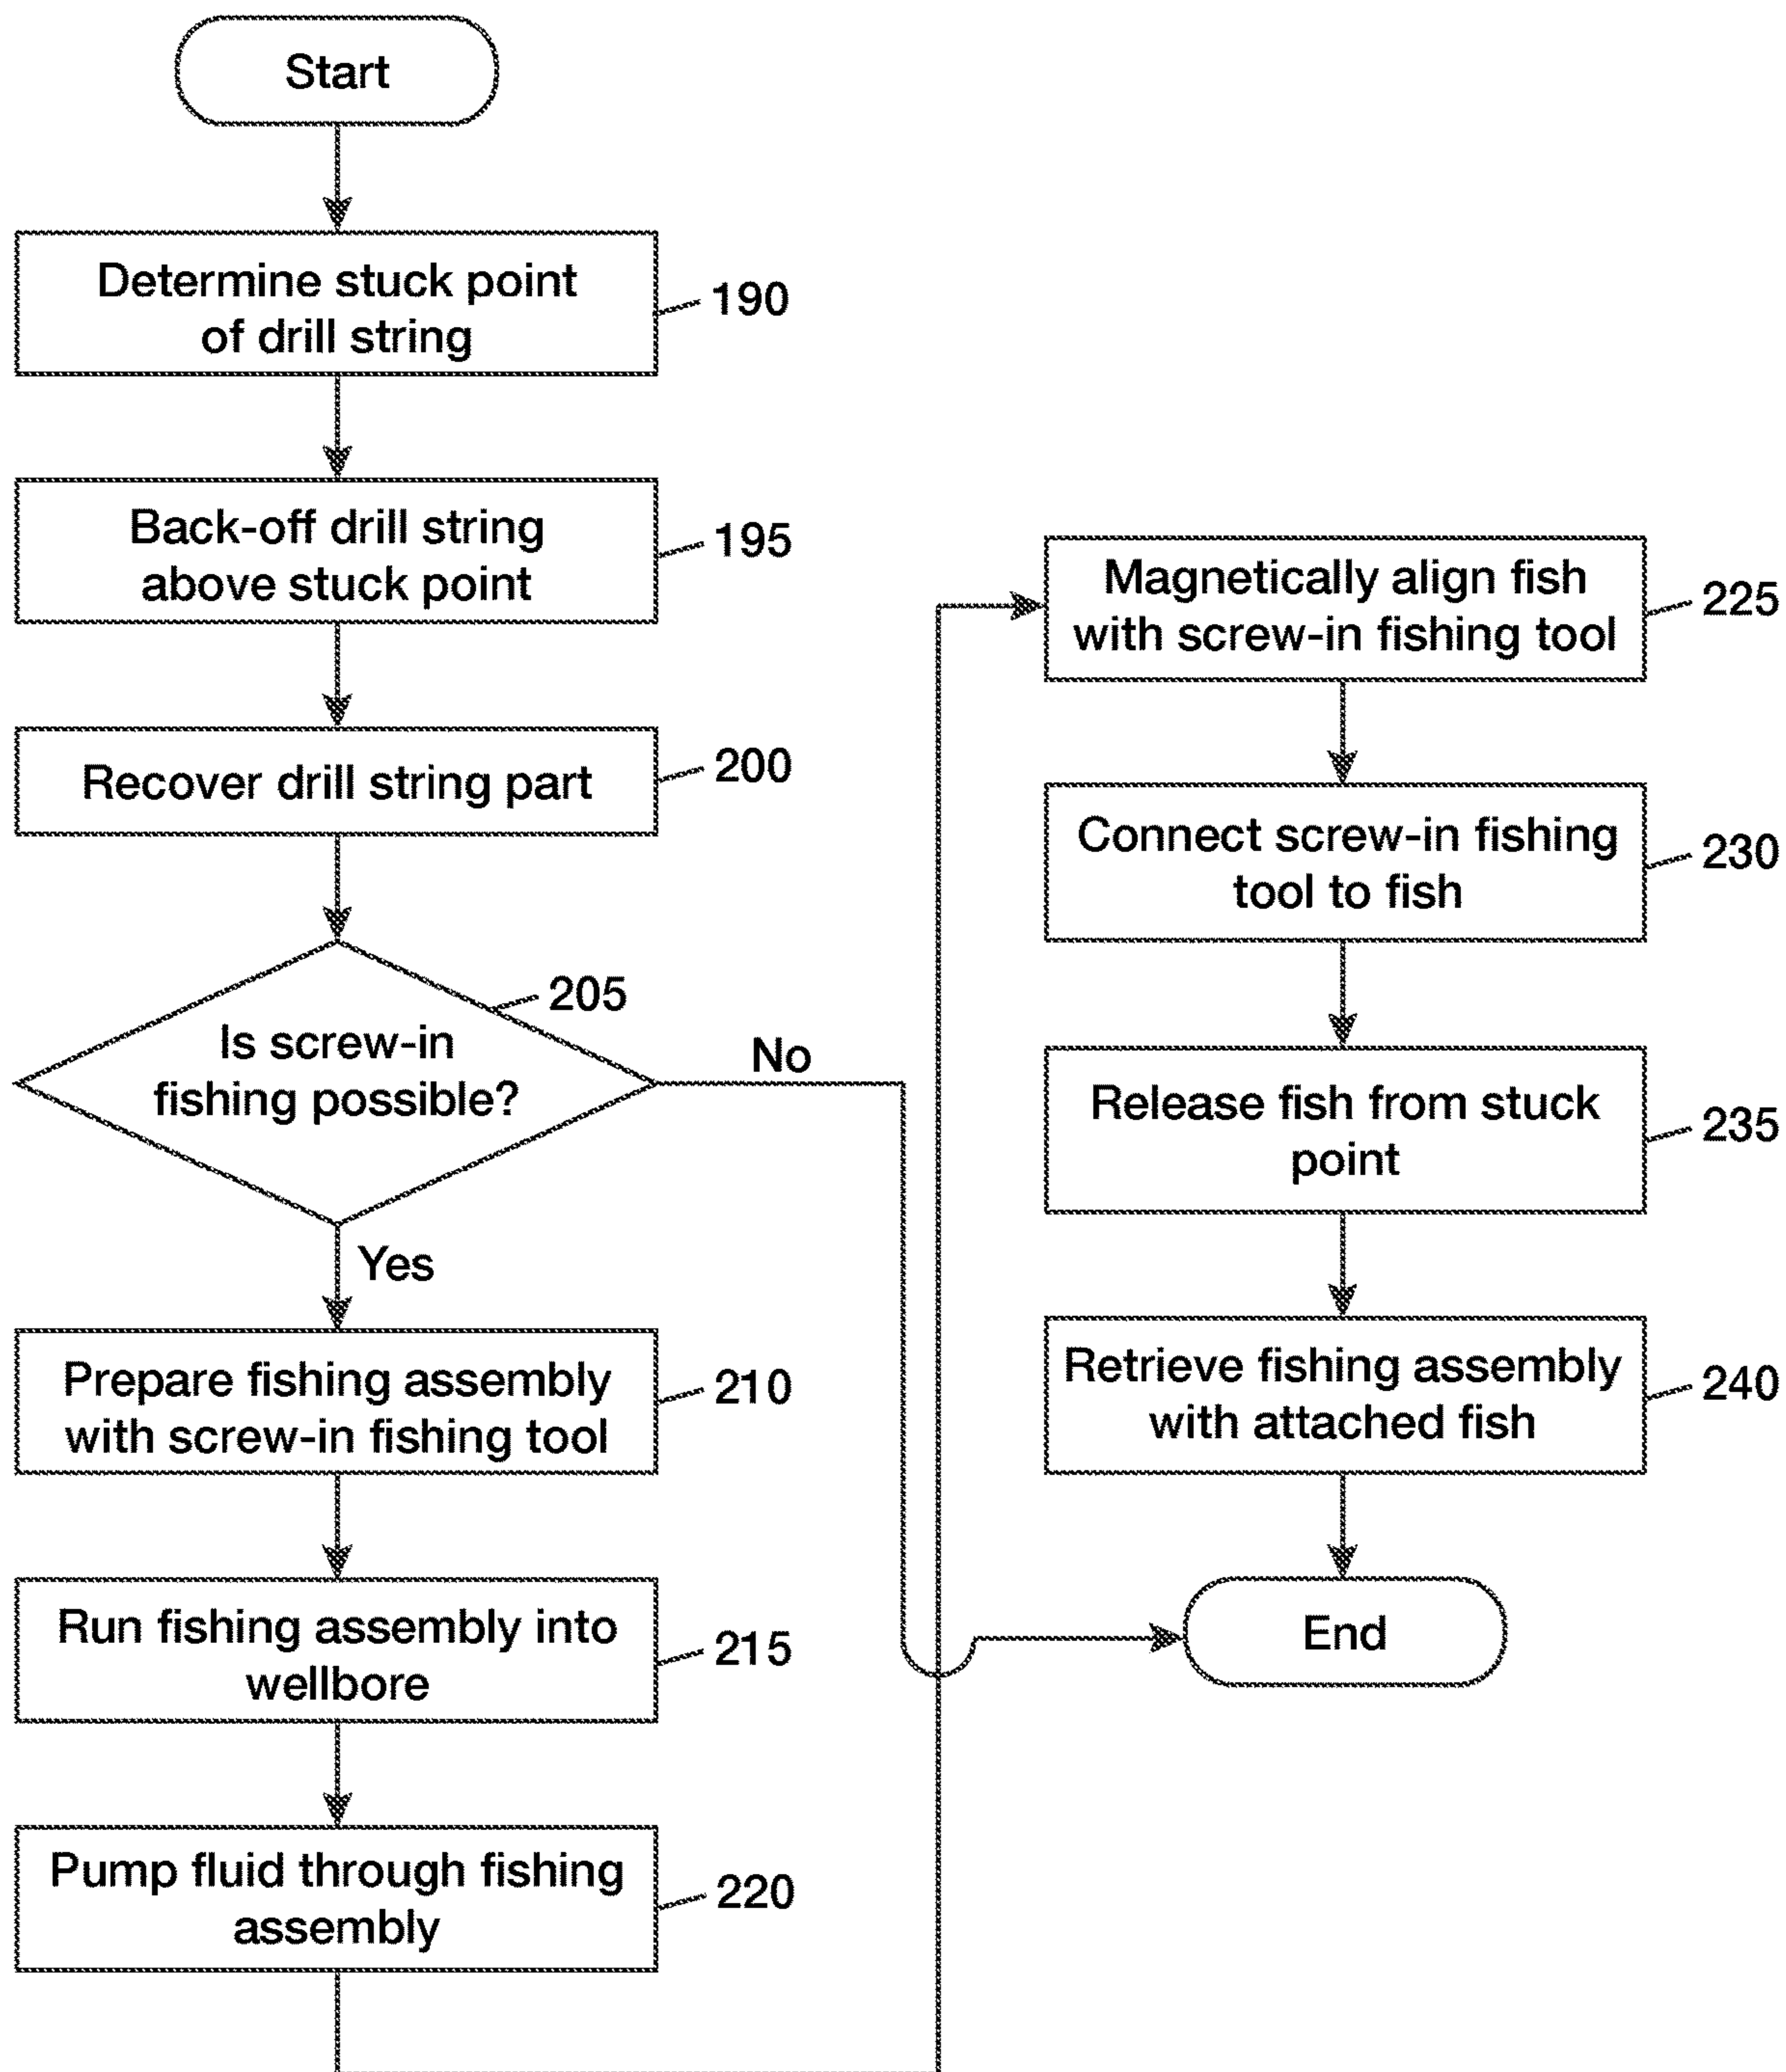 Start
Determine stuck point
of drill string
190
Back-off drill string
above stuck point
195
Recover drill string part
200
205
Is screw-in
fishing possible?
No
Yes
Prepare fishing assembly
with screw-in fishing tool
210
Run fishing assembly into
wellbore
215
Pump fluid through fishing
assembly
220
Magnetically align fish
with screw-in fishing tool
225
Connect screw-in fishing
tool to fish
230
Release fish from stuck
point
235
Retrieve fishing assembly
with attached fish
240
End